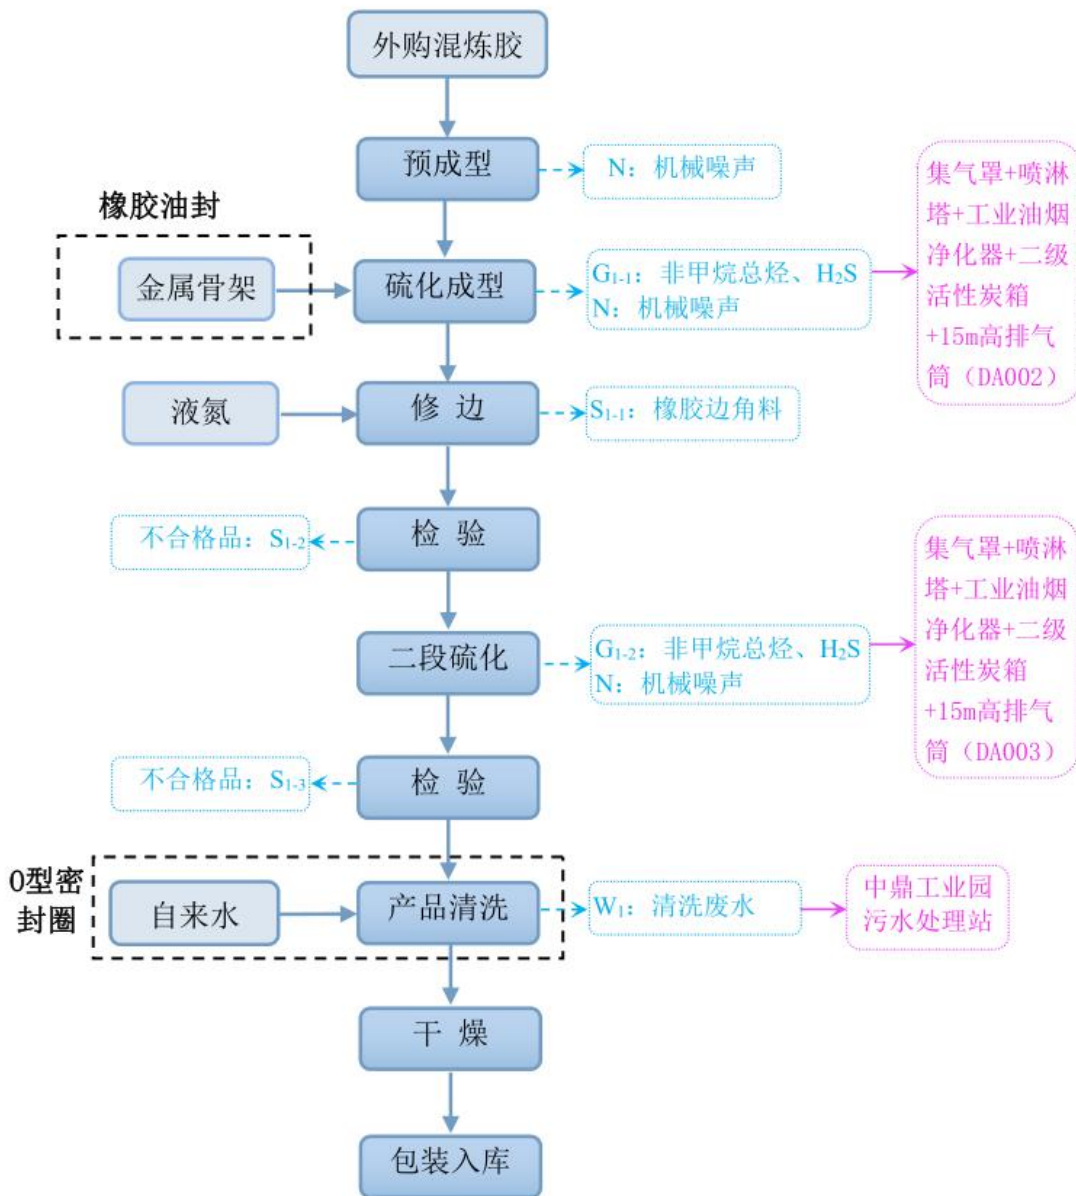 外购混炼胶
预成型
N：机械噪声
集气罩+喷淋
塔+工业油烟
净化器+二级
活性炭箱
+15m高排气
筒（DA002）
橡胶油封
金属骨架
硫化成型
G₁₋₁：非甲烷总烃、H₂S
N：机械噪声
液氮
修 边
S₁₋₁：橡胶边角料
不合格品：S₁₋₂
检 验
集气罩+喷淋
塔+工业油烟
净化器+二级
活性炭箱
+15m高排气
筒（DA003）
二段硫化
G₁₋₂：非甲烷总烃、H₂S
N：机械噪声
不合格品：S₁₋₃
检 验
O型密
封圈
自来水
产品清洗
W₁：清洗废水
中鼎工业园
污水处理站
干 燥
包装入库